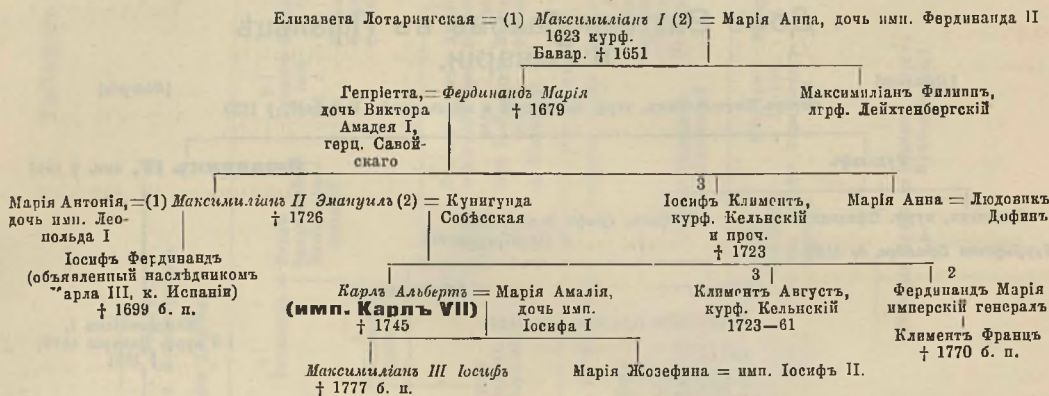 Елизавета Лотарингская = (1) Максимиліанъ I (2) = Марія Анна, дочь имп. Фердинанда II
1623 курф.
Бавар. † 1651
Генріетта, = Фердинандъ Марія
дочь Виктора † 1679
Амадея I,
герц. Савой-
скаго
Максимиліанъ Филиппъ,
лгрф. Лейхтенбергскій
Марія Антонія, = (1) Максимиліанъ II Эмануилъ (2) = Кунигунда
дочь имп. Лео- † 1726 Собѣсская
польда I
3
Іосифъ Климентъ,
курф. Кельнскій
и проч.
† 1723
Марія Анна = Людовикъ
Дофинъ
Іосифъ Фердинандъ
(объявленный наслѣдникомъ
Карла III, к. Испаніи)
† 1699 б. п.
Карлъ Альбертъ = Марія Амалія,
(имп. Карлъ VII) дочь имп.
† 1745 Іосифа I
3
Климентъ Августъ,
курф. Кельнскій
1723—61
2
Фердинандъ Марія
имперскій генералъ
Климентъ Францъ
† 1770 б. п.
Максимиліанъ III Іосифъ
† 1777 б. п.
Марія Жозефина = имп. Іосифъ II.